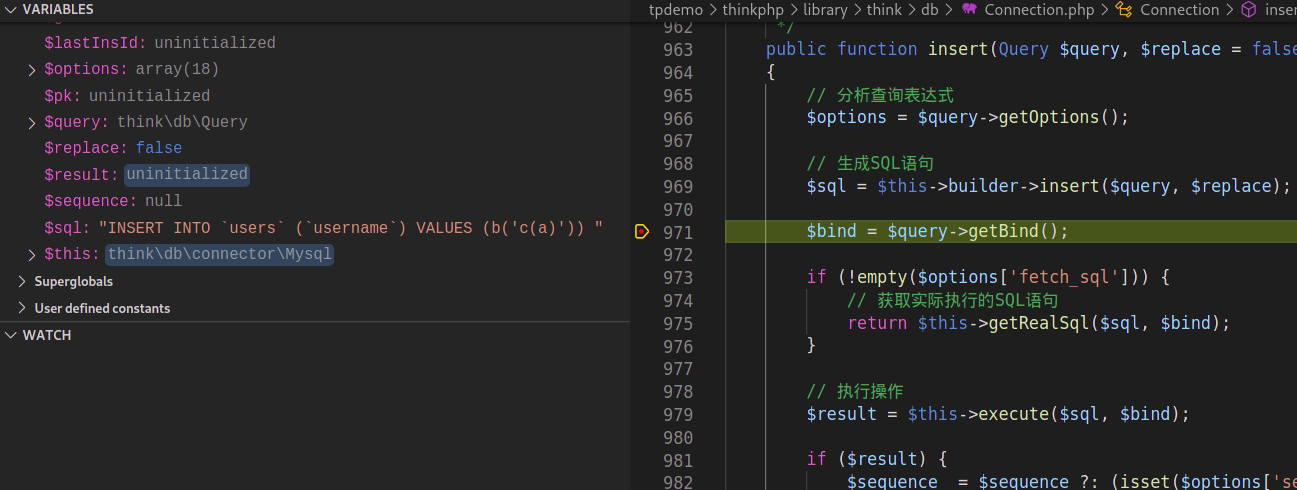 VARIABLES
$lastInsId: uninitialized
$options: array(18)
$pk: uninitialized
$query: think\db\Query
$replace: false
$result: uninitialized
$sequence: null
$sql: "INSERT INTO `users` (`username`) VALUES (b('c(a)')) "
$this: think\db\connector\Mysql
Superglobals
User defined constants
WATCH
tpdemo > thinkphp > library > think > db > Connection.php > Connection > inser
962 */
963 public function insert(Query $query, $replace = false
964 {
965 // 分析查询表达式
966 $options = $query->getOptions();
967
968 // 生成SQL语句
969 $sql = $this->builder->insert($query, $replace);
970
971 $bind = $query->getBind();
972
973 if (!empty($options['fetch_sql'])) {
974 // 获取实际执行的SQL语句
975 return $this->getRealSql($sql, $bind);
976 }
977
978 // 执行操作
979 $result = $this->execute($sql, $bind);
980
981 if ($result) {
982 $sequence = $sequence ?: (isset($options['se